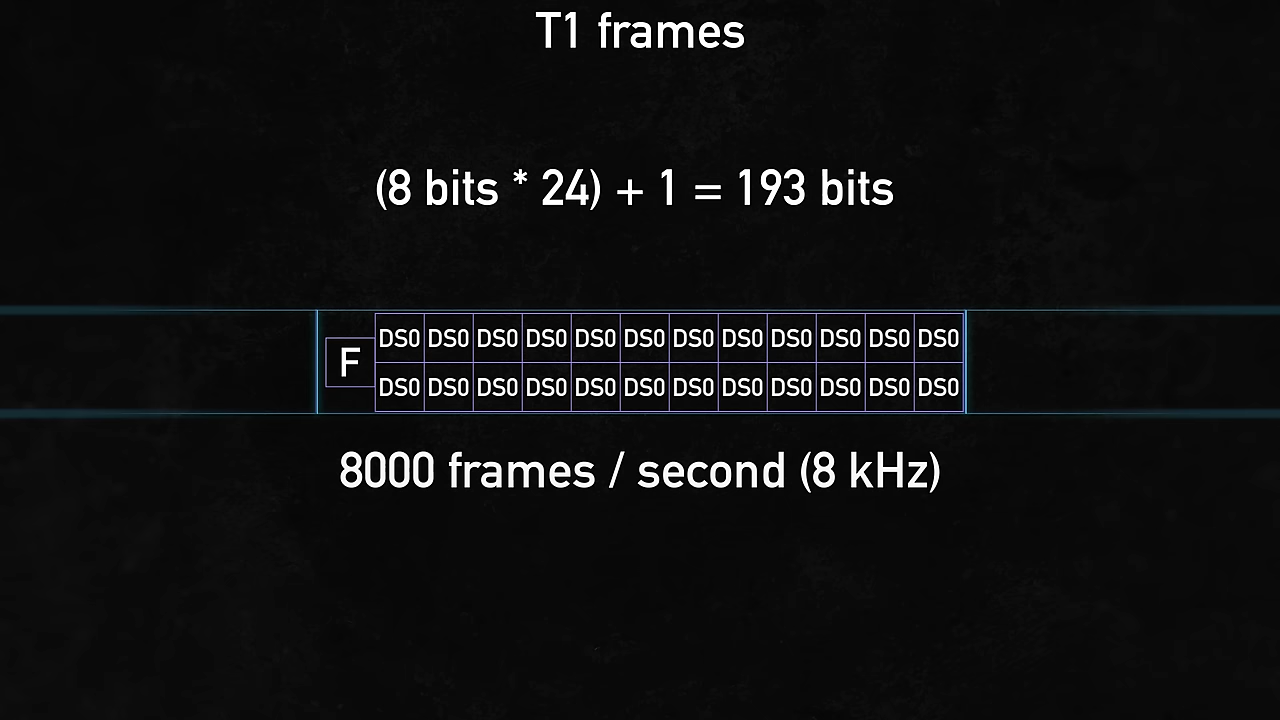 T1 frames
(8 bits * 24) + 1 = 193 bits
F
DS0 DS0 DS0 DS0 DS0 DS0 DS0 DS0 DS0 DS0 DS0 DS0
DS0 DS0 DS0 DS0 DS0 DS0 DS0 DS0 DS0 DS0 DS0 DS0
8000 frames / second (8 kHz)